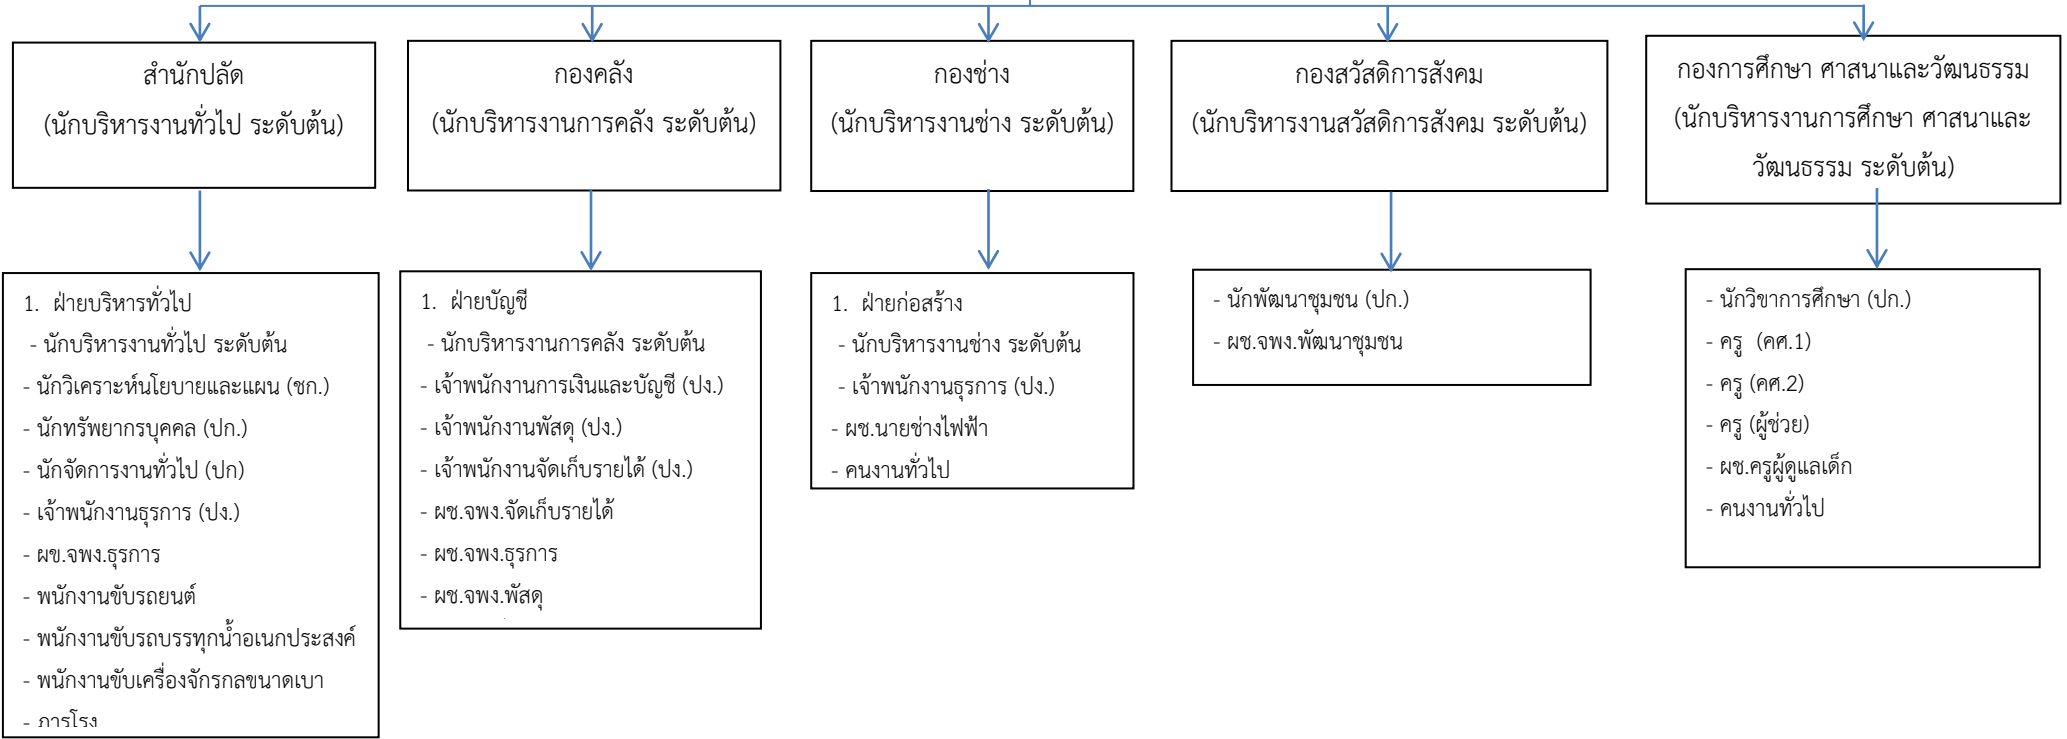 สำนักปลัด
(นักบริหารงานทั่วไป ระดับต้น)
กองคลัง
(นักบริหารงานการคลัง ระดับต้น)
กองช่าง
(นักบริหารงานช่าง ระดับต้น)
กองสวัสดิการสังคม
(นักบริหารงานสวัสดิการสังคม ระดับต้น)
กองการศึกษา ศาสนาและวัฒนธรรม
(นักบริหารงานการศึกษา ศาสนาและ
วัฒนธรรม ระดับต้น)
1. ฝ่ายบริหารทั่วไป
- นักบริหารงานทั่วไป ระดับต้น
- นักวิเคราะห์นโยบายและแผน (ชก.)
- นักทรัพยากรบุคคล (ปก.)
- นักจัดการงานทั่วไป (ปก)
- เจ้าพนักงานธุรการ (ปง.)
- ผข.จพง.ธุรการ
- พนักงานขับรถยนต์
- พนักงานขับรถบรรทุกน้ำอเนกประสงค์
- พนักงานขับเครื่องจักรกลขนาดเบา
- ภารโรง
1. ฝ่ายบัญชี
- นักบริหารงานการคลัง ระดับต้น
- เจ้าพนักงานการเงินและบัญชี (ปง.)
- เจ้าพนักงานพัสดุ (ปง.)
- เจ้าพนักงานจัดเก็บรายได้ (ปง.)
- ผช.จพง.จัดเก็บรายได้
- ผช.จพง.ธุรการ
- ผช.จพง.พัสดุ
1. ฝ่ายก่อสร้าง
- นักบริหารงานช่าง ระดับต้น
- เจ้าพนักงานธุรการ (ปง.)
- ผช.นายช่างไฟฟ้า
- คนงานทั่วไป
- นักพัฒนาชุมชน (ปก.)
- ผช.จพง.พัฒนาชุมชน
- นักวิขาการศึกษา (ปก.)
- ครู (คศ.1)
- ครู (คศ.2)
- ครู (ผู้ช่วย)
- ผช.ครูผู้ดูแลเด็ก
- คนงานทั่วไป